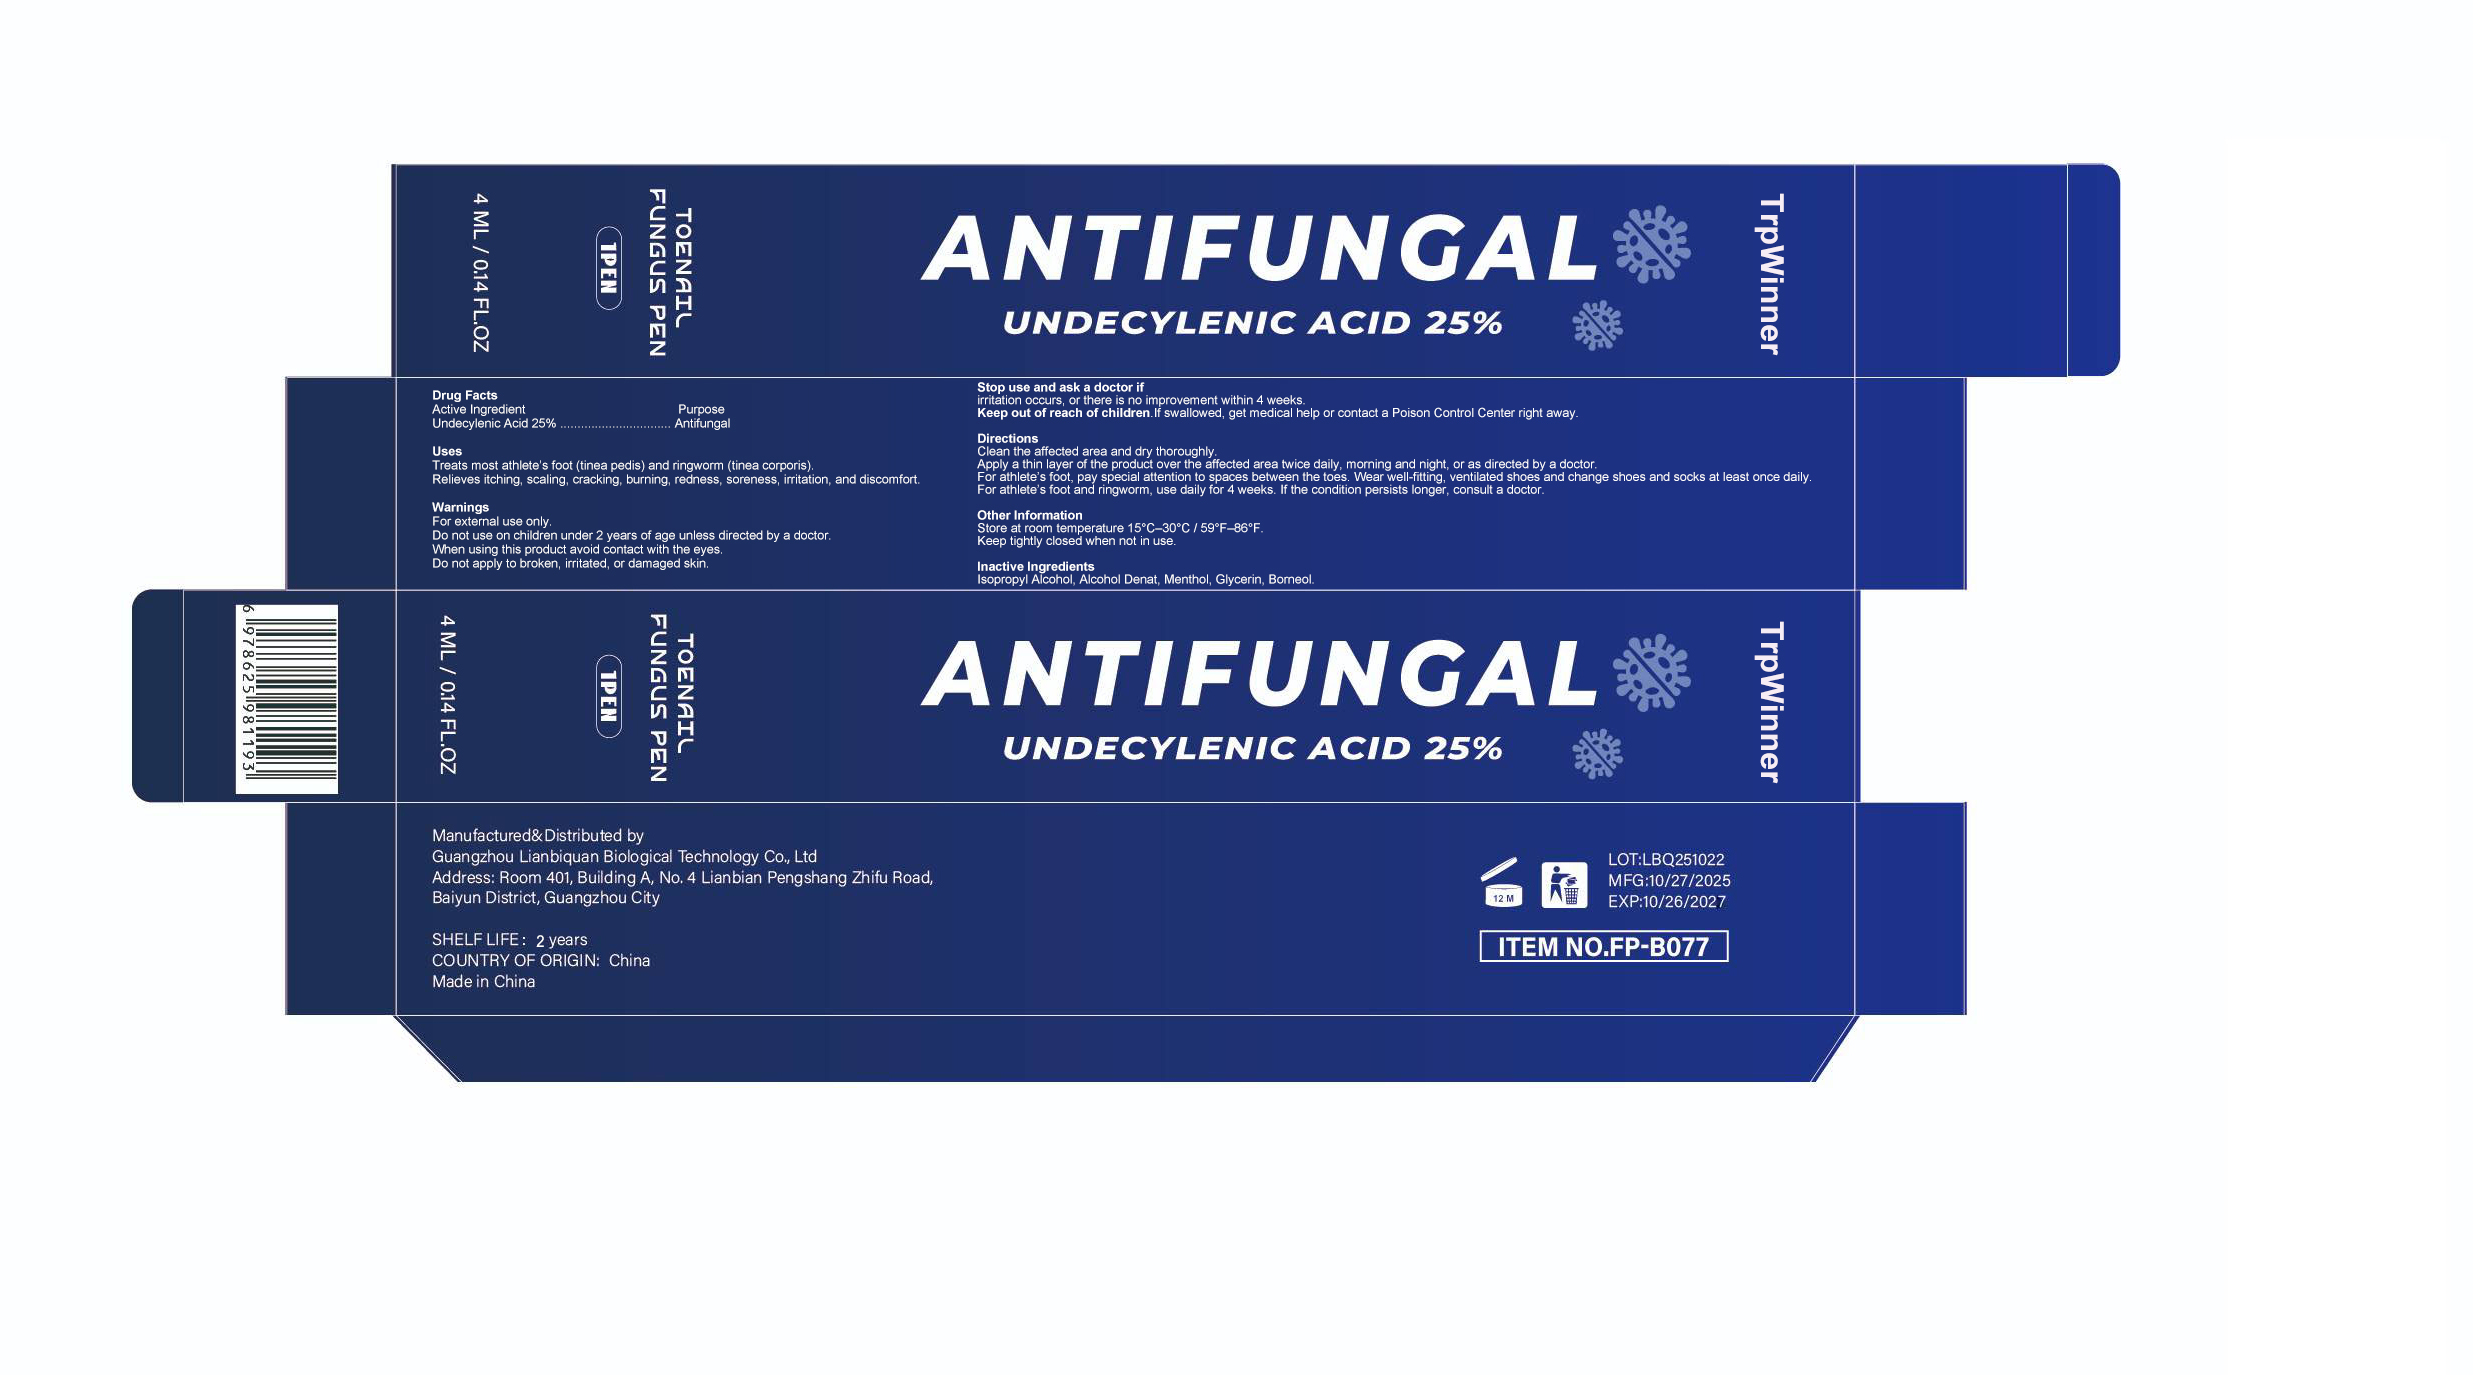 4 ML / 0.14 FL.OZ
1PEN
TOENAIL
FUNGUS PEN
ANTIFUNGAL
UNDECYLENIC ACID 25%
TrpWinner
Drug Facts
Active Ingredient Purpose
Undecylenic Acid 25% ................................ Antifungal
Uses
Treats most athlete's foot (tinea pedis) and ringworm (tinea corporis).
Relieves itching, scaling, cracking, burning, redness, soreness, irritation, and discomfort.
Warnings
For external use only.
Do not use on children under 2 years of age unless directed by a doctor.
When using this product avoid contact with the eyes.
Do not apply to broken, irritated, or damaged skin.
Stop use and ask a doctor if
irritation occurs, or there is no improvement within 4 weeks.
Keep out of reach of children.If swallowed, get medical help or contact a Poison Control Center right away.
Directions
Clean the affected area and dry thoroughly.
Apply a thin layer of the product over the affected area twice daily, morning and night, or as directed by a doctor.
For athlete's foot, pay special attention to spaces between the toes. Wear well-fitting, ventilated shoes and change shoes and socks at least once daily.
For athlete's foot and ringworm, use daily for 4 weeks. If the condition persists longer, consult a doctor.
Other Information
Store at room temperature 15°C–30°C / 59°F–86°F.
Keep tightly closed when not in use.
Inactive Ingredients
Isopropyl Alcohol, Alcohol Denat, Menthol, Glycerin, Borneol.
6 978625 981193
4 ML / 0.14 FL.OZ
1PEN
TOENAIL
FUNGUS PEN
ANTIFUNGAL
UNDECYLENIC ACID 25%
TrpWinner
Manufactured&Distributed by
Guangzhou Lianbiquan Biological Technology Co., Ltd
Address: Room 401, Building A, No. 4 Lianbian Pengshang Zhifu Road,
Baiyun District, Guangzhou City
SHELF LIFE: 2 years
COUNTRY OF ORIGIN: China
Made in China
12 M
LOT:LBQ251022
MFG:10/27/2025
EXP:10/26/2027
ITEM NO.FP-B077